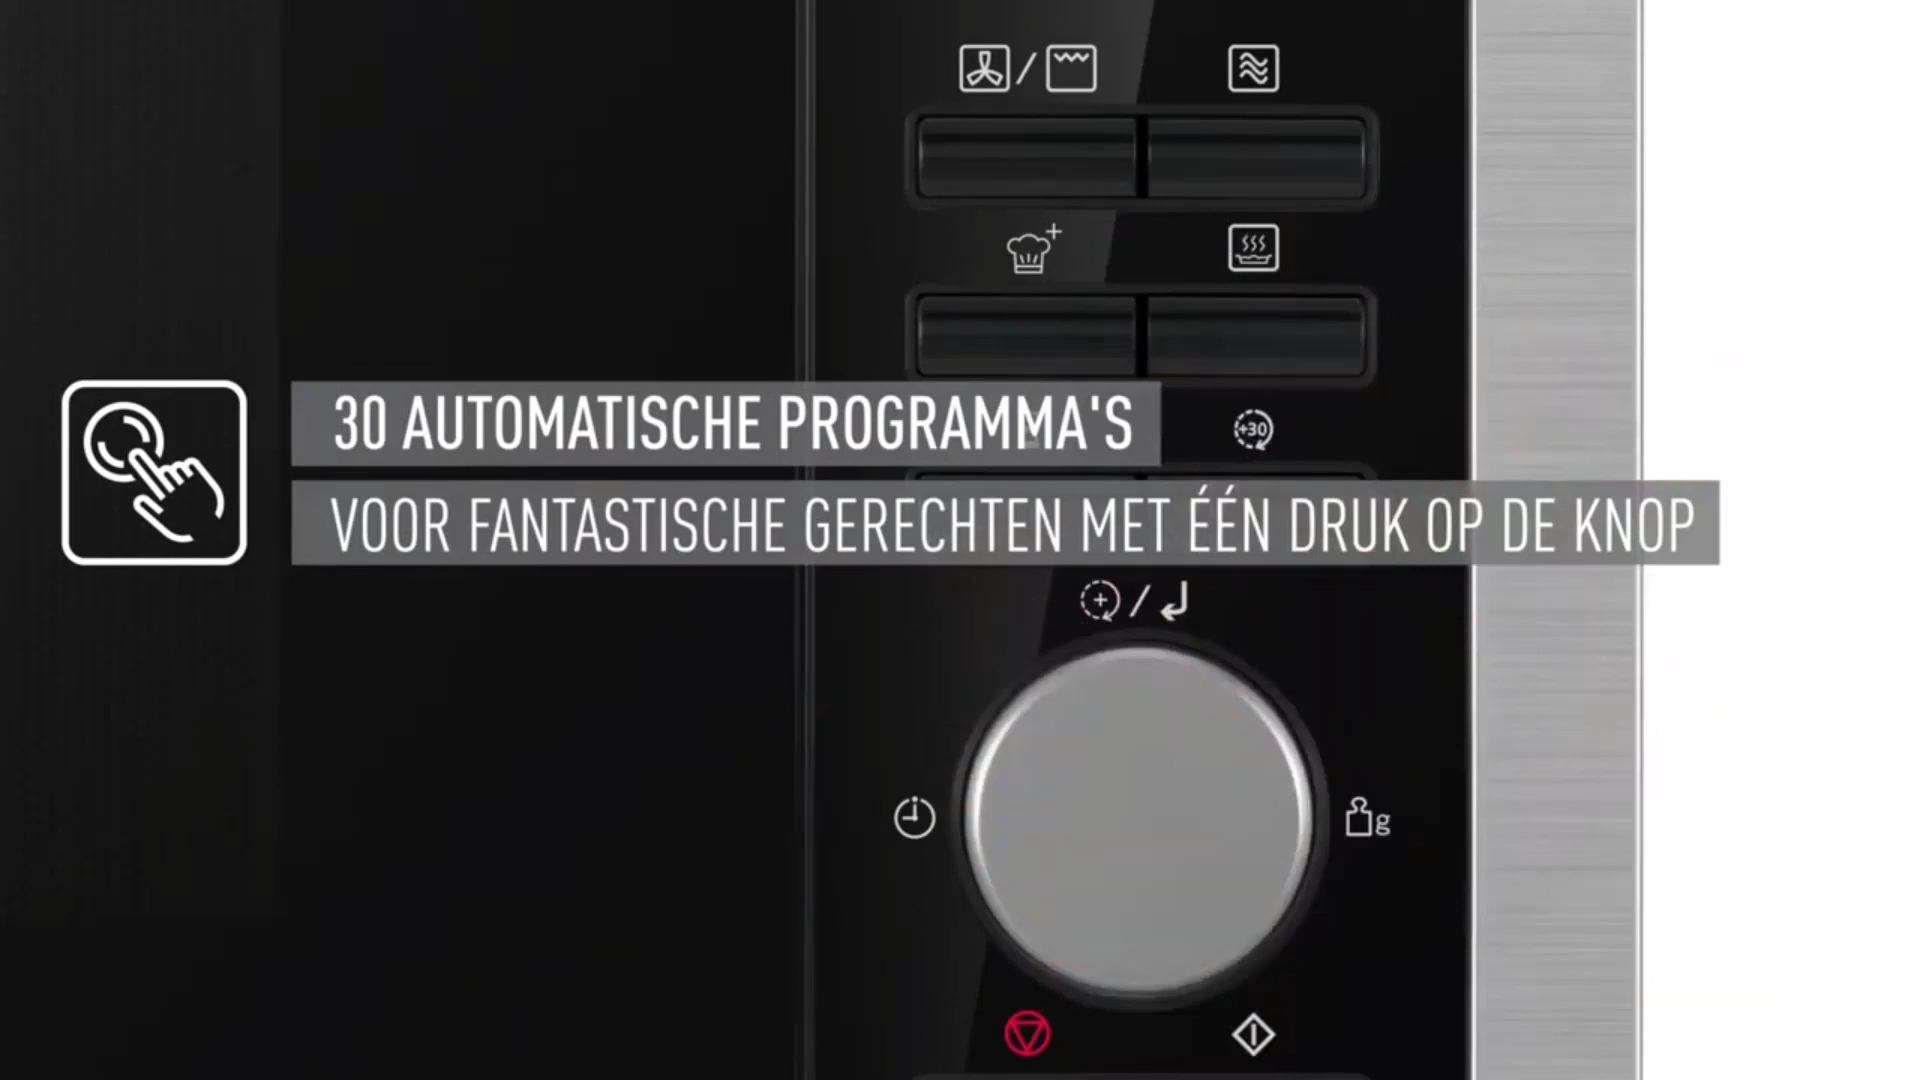 30 AUTOMATISCHE PROGRAMMA'S
+30
VOOR FANTASTISCHE GERECHTEN MET ÉÉN DRUK OP DE KNOP
g